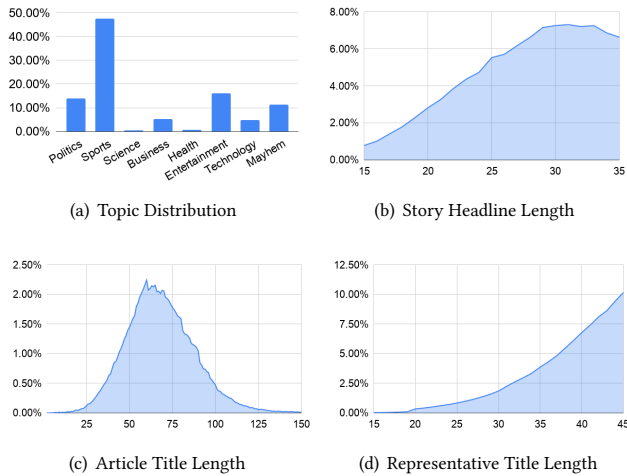 50.00%
40.00%
30.00%
20.00%
10.00%
0.00%
Politics
Sports
Science
Business
Health
Entertainment
Technology
Mayhem
(a) Topic Distribution
8.00%
6.00%
4.00%
2.00%
0.00%
15 20 25 30 35
(b) Story Headline Length
2.50%
2.00%
1.50%
1.00%
0.50%
0.00%
25 50 75 100 125 150
(c) Article Title Length
12.50%
10.00%
7.50%
5.00%
2.50%
0.00%
15 20 25 30 35 40 45
(d) Representative Title Length